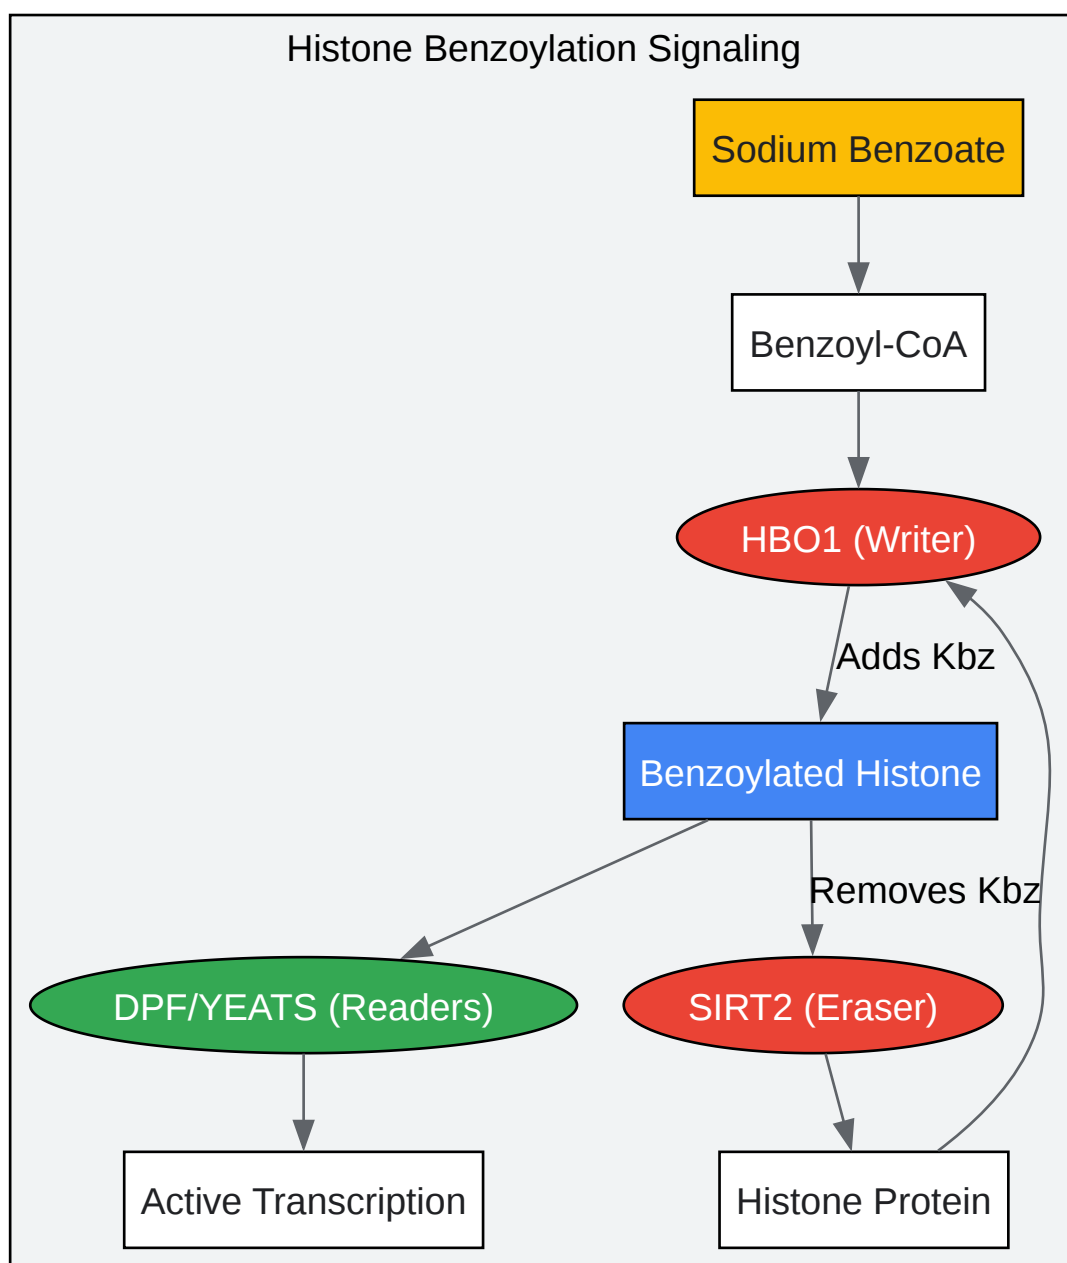 Histone Benzoylation Signaling
Sodium Benzoate
Benzoyl-CoA
HBO1 (Writer)
Adds Kbz
Benzoylated Histone
Removes Kbz
DPF/YEATS (Readers)
SIRT2 (Eraser)
Active Transcription
Histone Protein